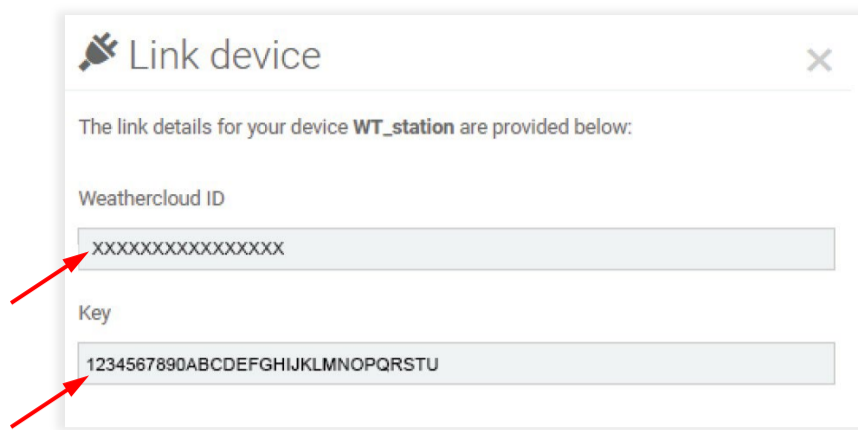 Link device
The link details for your device WT_station are provided below:
Weathercloud ID
XXXXXXXXXXXXXXXX
Key
1234567890ABCDEFGHIJKLMNOPQRSTU